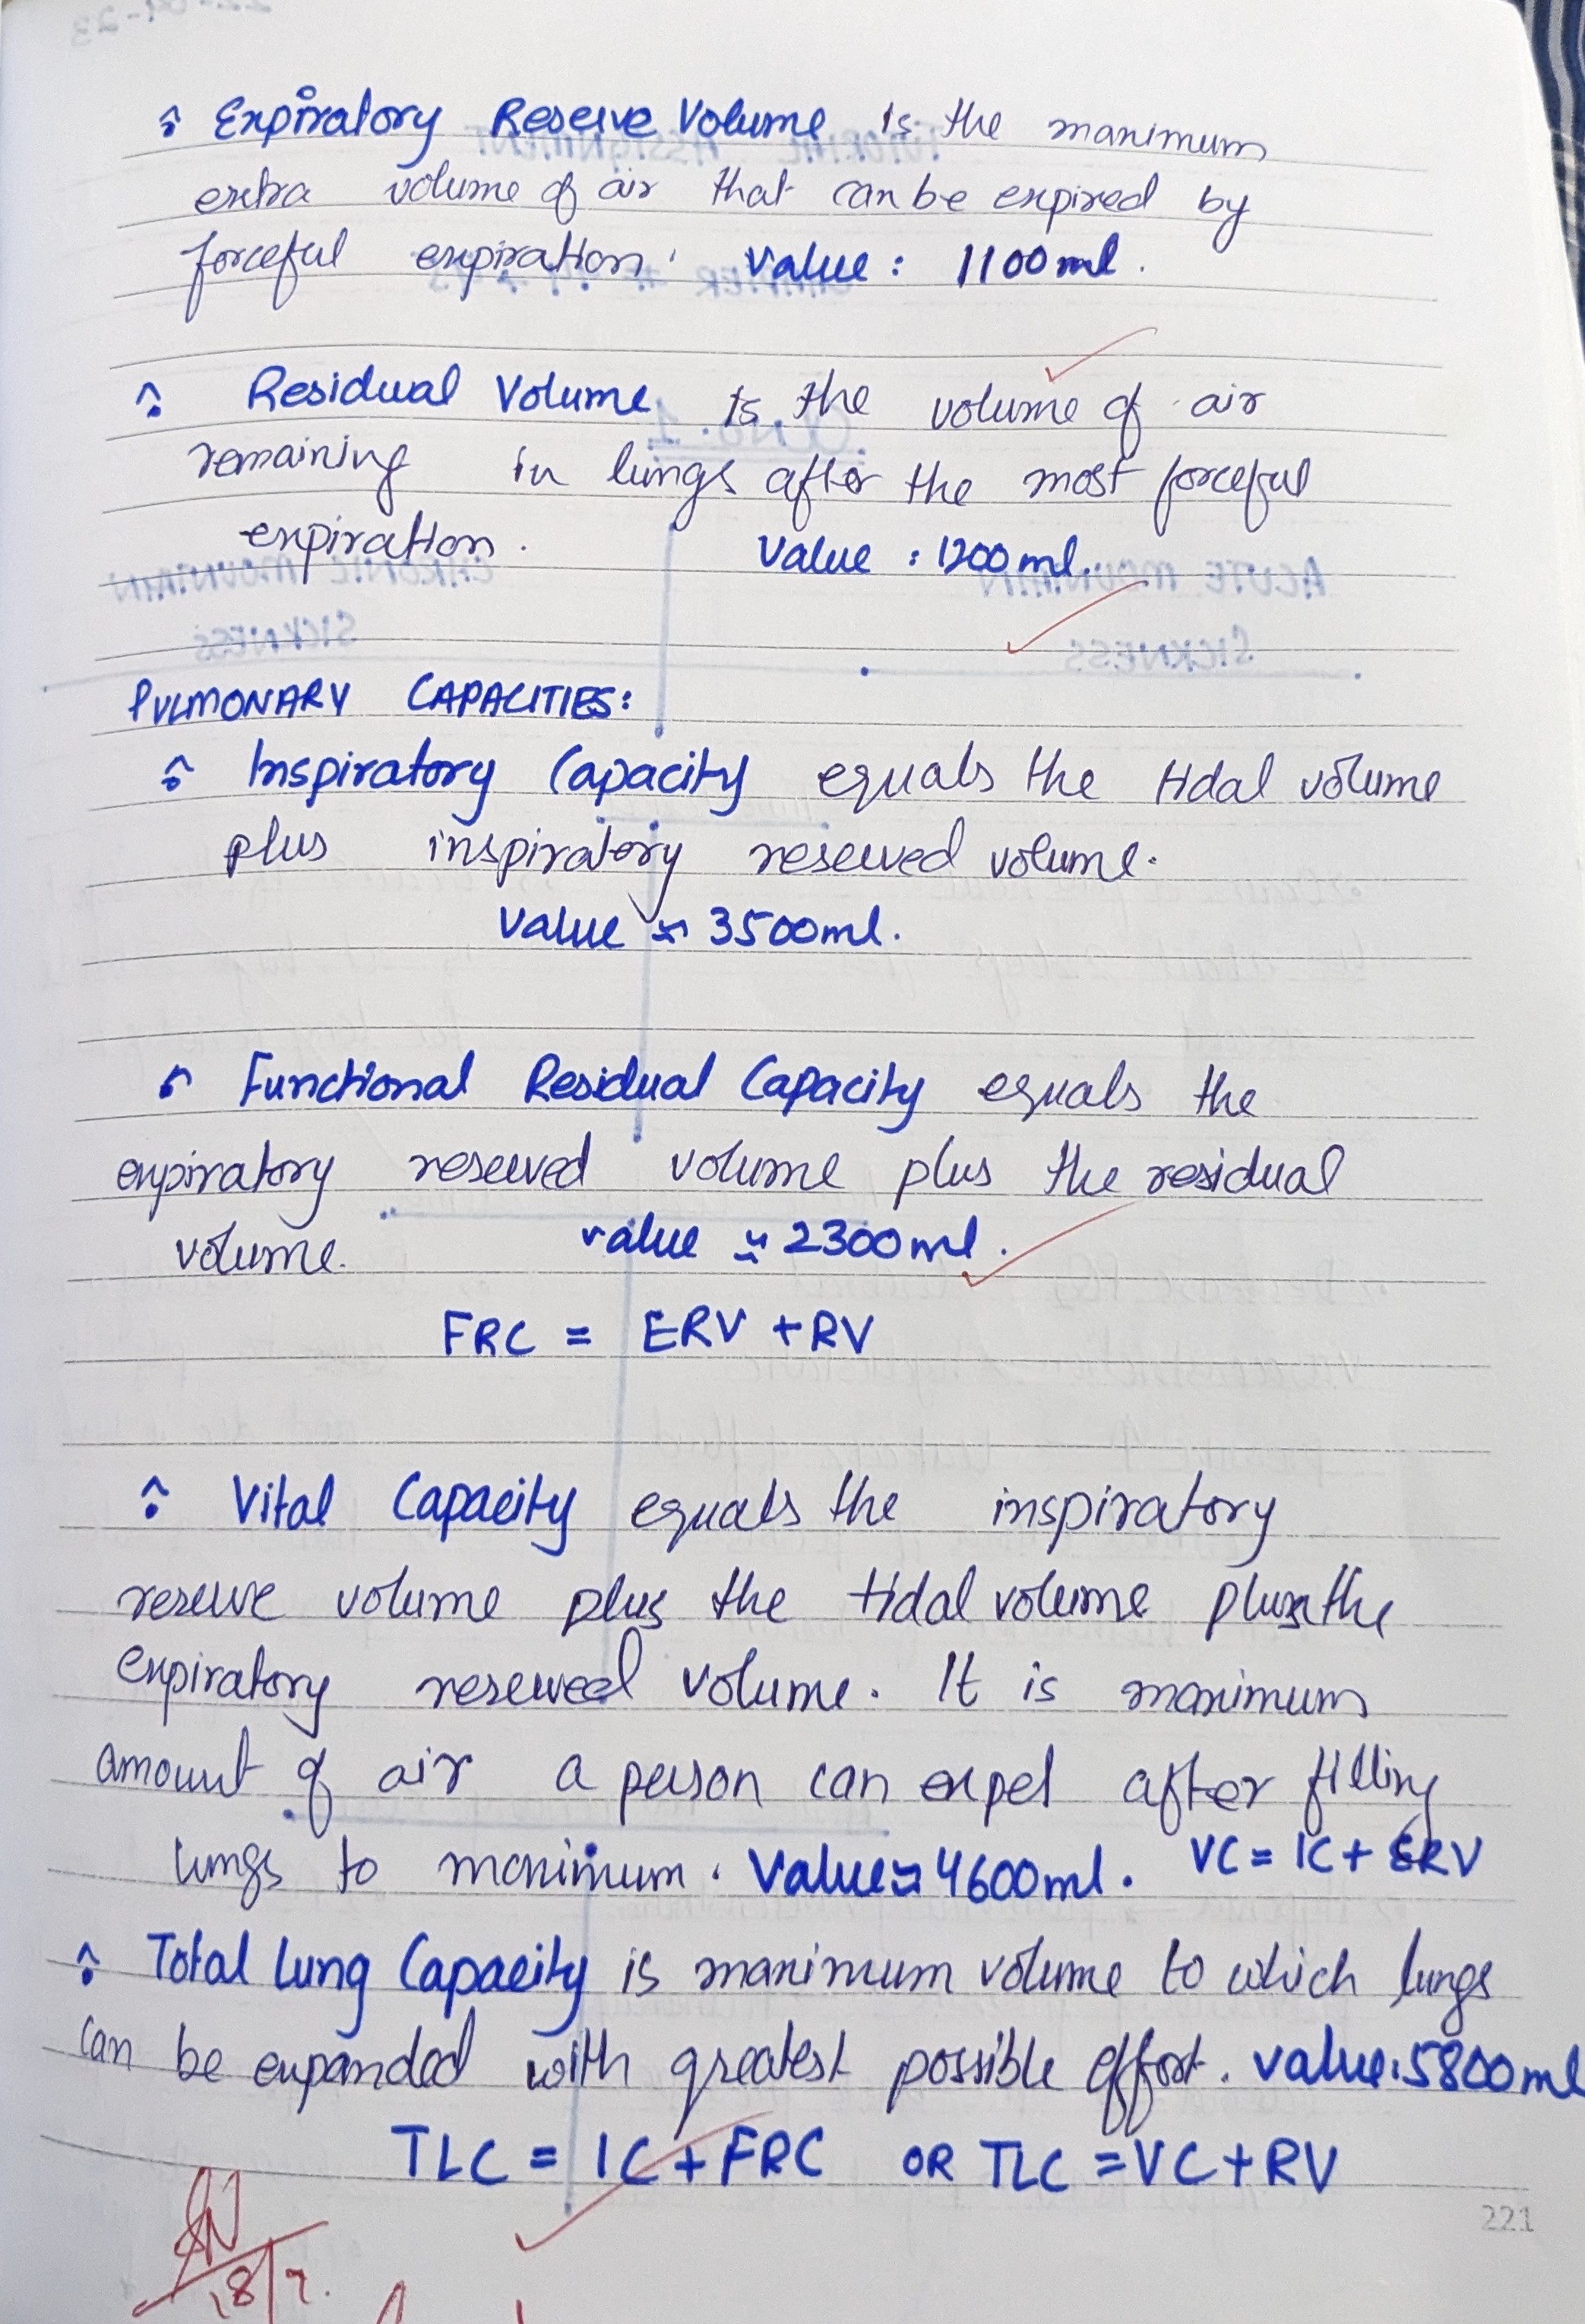 Expiratory Reserve Volume is the maximum
extra volume of air that can be expired by
forceful expiration. Value : 1100ml.
Residual Volume is the volume of air
remaining in lungs after the most forceful
expiration. Value : 1200ml.
PULMONARY CAPACITIES:
Inspiratory Capacity equals the tidal volume
plus inspiratory reserved volume.
Value ≈ 3500ml.
Functional Residual Capacity equals the
expiratory reserved volume plus the residual
volume. value ≃ 2300ml.
FRC = ERV + RV
Vital Capacity equals the inspiratory
reserve volume plus the tidal volume plus the
expiratory reserved volume. It is maximum
amount of air a person can expel after filling
lungs to maximum. Value ≈ 4600ml. VC = IC + ERV
Total Lung Capacity is maximum volume to which lungs
can be expanded with greatest possible effort. value: 5800ml
TLC = IC + FRC OR TLC = VC + RV
221
18/7.